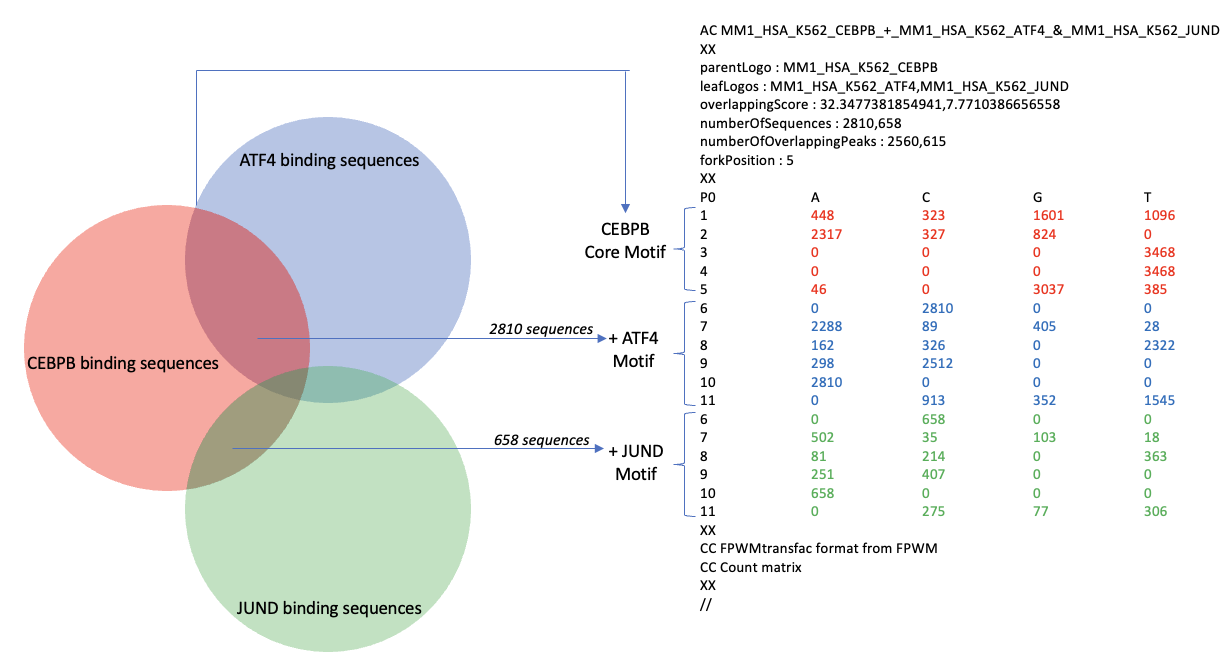 AC MM1_HSA_K562_CEBPB_+_MM1_HSA_K562_ATF4_&_MM1_HSA_K562_JUND
XX
parentLogo : MM1_HSA_K562_CEBPB
leafLogos : MM1_HSA_K562_ATF4,MM1_HSA_K562_JUND
overlappingScore : 32.3477381854941,7.7710386656558
numberOfSequences : 2810,658
numberOfOverlappingPeaks : 2560,615
forkPosition : 5
XX
P0 A C G T
1 448 323 1601 1096
2 2317 327 824 0
3 0 0 0 3468
4 0 0 0 3468
5 46 0 3037 385
6 0 2810 0 0
7 2288 89 405 28
8 162 326 0 2322
9 298 2512 0 0
10 2810 0 0 0
11 0 913 352 1545
6 0 658 0 0
7 502 35 103 18
8 81 214 0 363
9 251 407 0 0
10 658 0 0 0
11 0 275 77 306
XX
CC FPWMtransfac format from FPWM
CC Count matrix
XX
//
ATF4 binding sequences
CEBPB binding sequences
JUND binding sequences
CEBPB
Core Motif
2810 sequences
+ ATF4
Motif
658 sequences
+ JUND
Motif